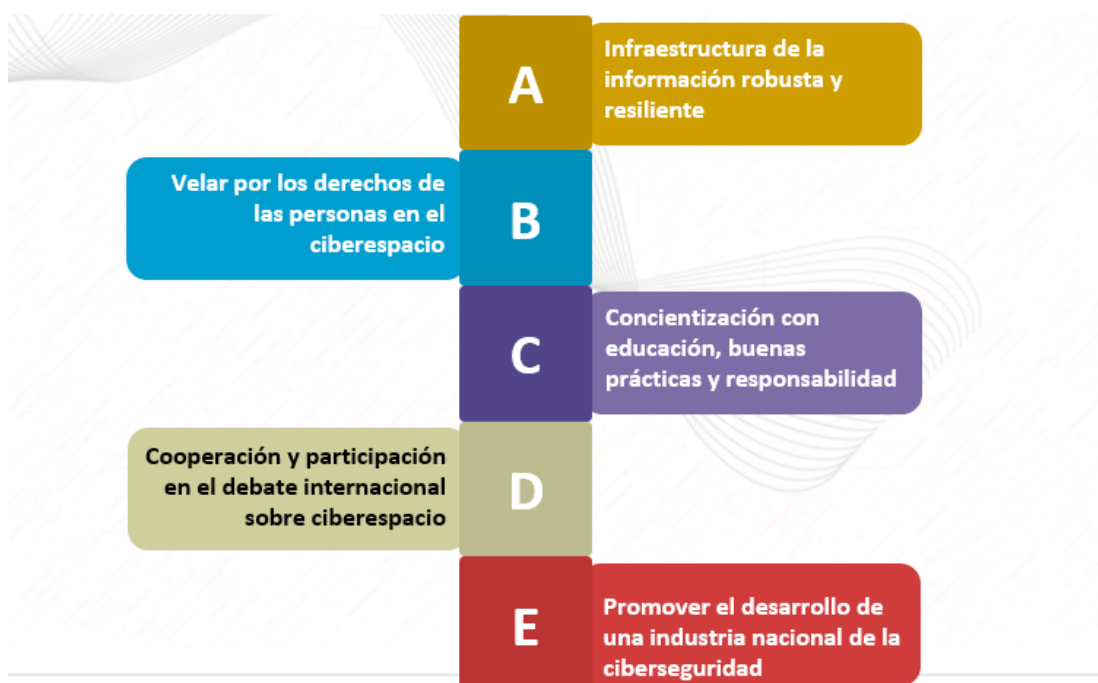 A
Infraestructura de la
información robusta y
resiliente
Velar por los derechos de
las personas en el
ciberespacio
B
C
Concientización con
educación, buenas
prácticas y responsabilidad
Cooperación y participación
en el debate internacional
sobre ciberespacio
D
E
Promover el desarrollo de
una industria nacional de la
ciberseguridad